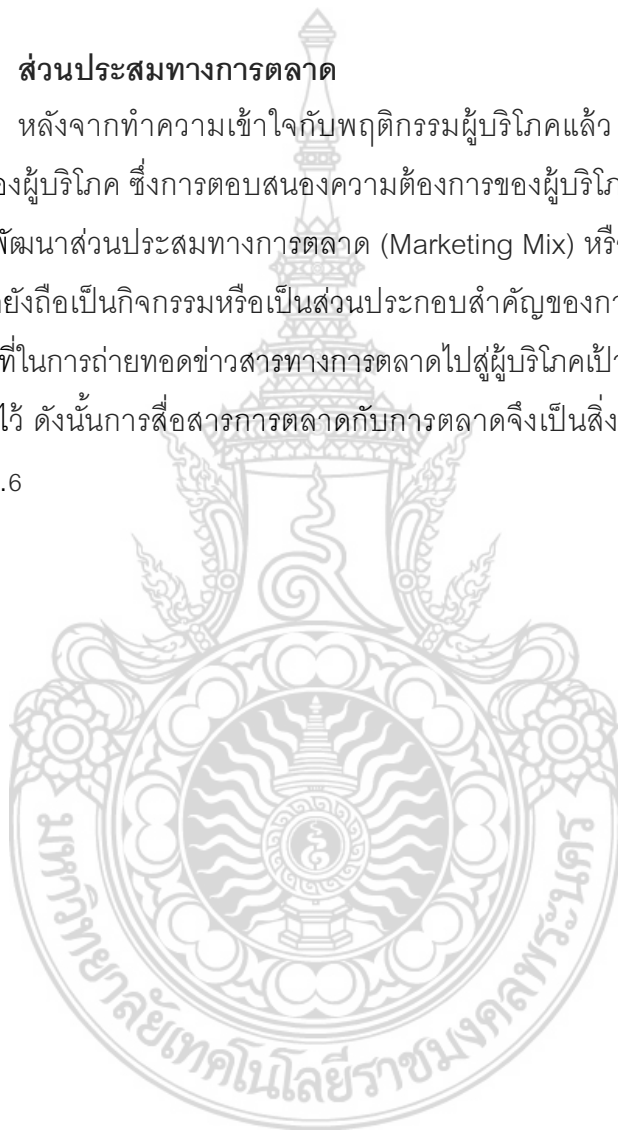 ส่วนประสมทางการตลาด
หลังจากทำความเข้าใจกับพฤติกรรมผู้บริโภคแล้ว
องผู้บริโภค ซึ่งการตอบสนองความต้องการของผู้บริโภ
พัฒนาส่วนประสมทางการตลาด (Marketing Mix) หรื
ยังถือเป็นกิจกรรมหรือเป็นส่วนประกอบสำคัญของกา
ที่ในการถ่ายทอดข่าวสารทางการตลาดไปสู่ผู้บริโภคเป้า
ไว้ ดังนั้นการสื่อสารการตลาดกับการตลาดจึงเป็นสิ่ง
.6
มหาวิทยาลัยเทคโนโลยีราชมงคลพระนคร